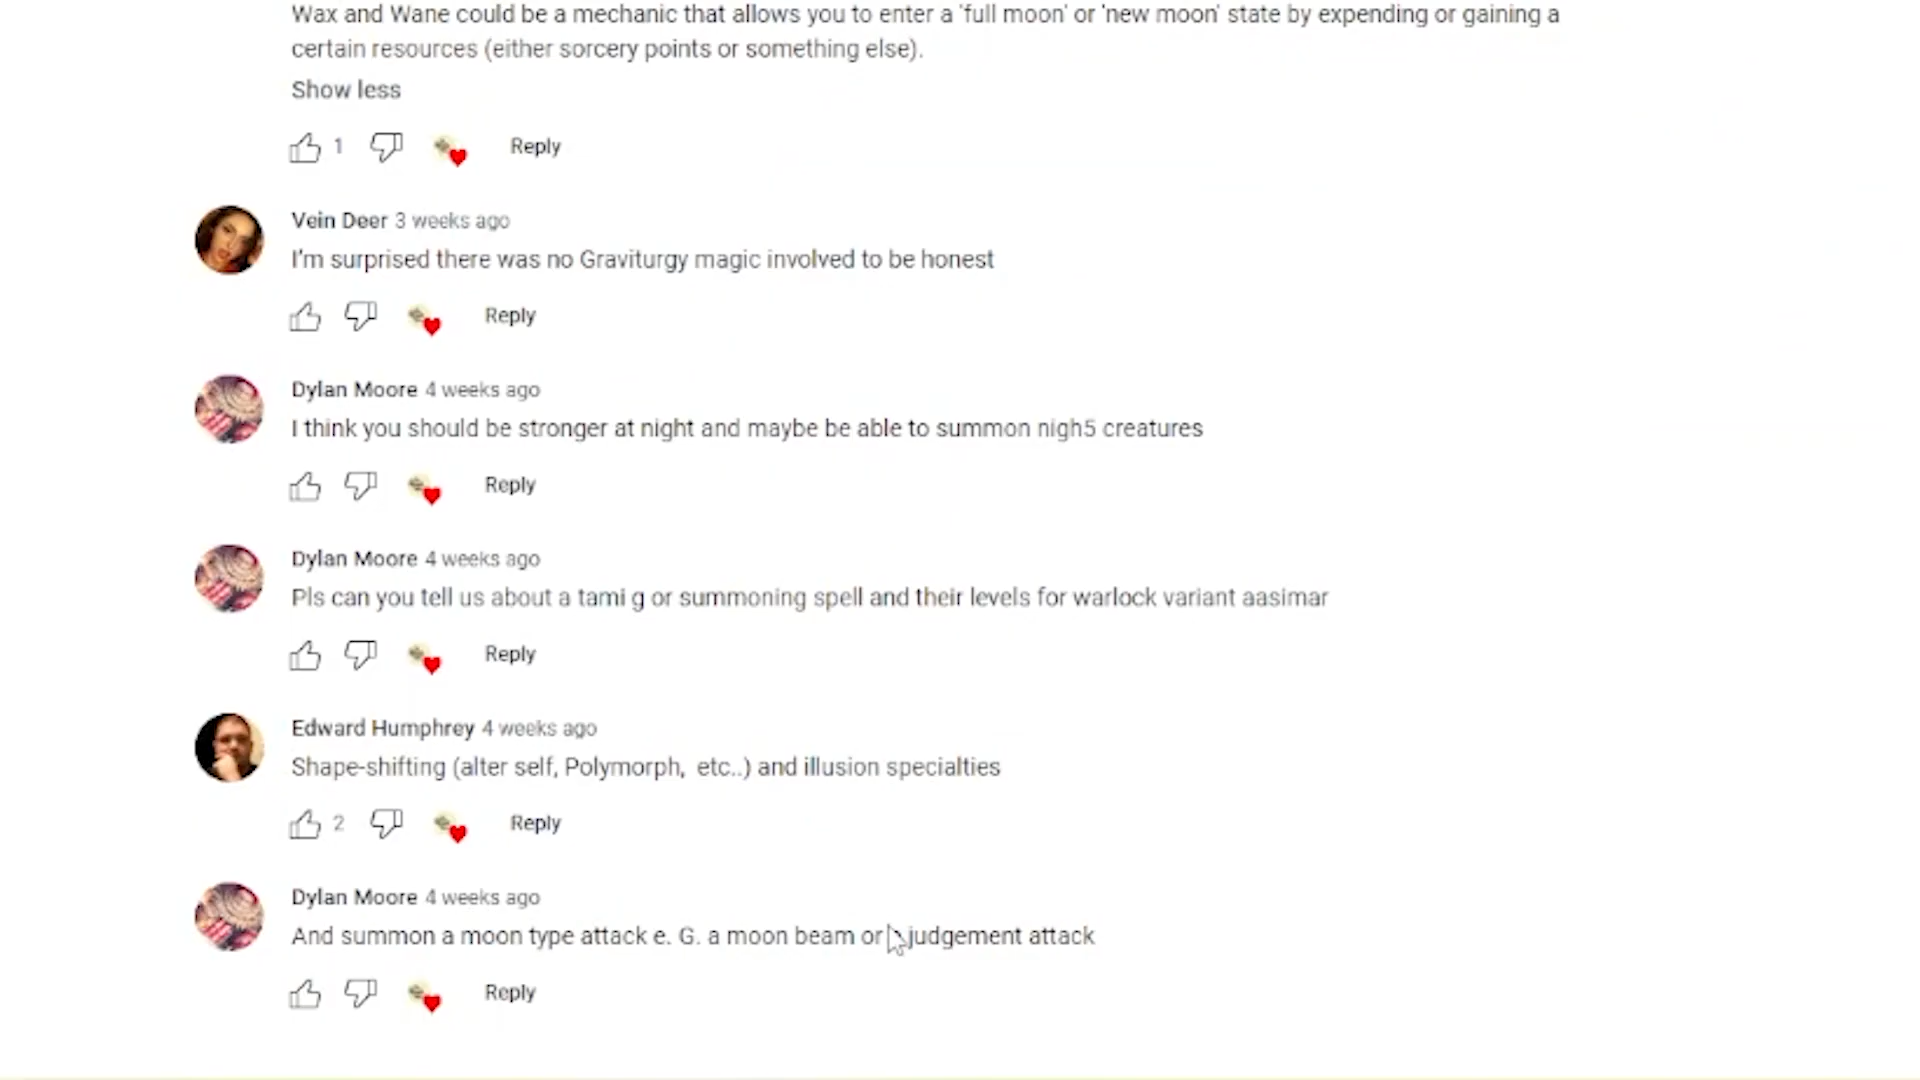 Wax and Wane could be a mechanic that allows you to enter a 'full moon' or 'new moon' state by expending or gaining a
certain resources (either sorcery points or something else).
Show less
1 Reply
Vein Deer 3 weeks ago
I'm surprised there was no Graviturgy magic involved to be honest
Reply
Dylan Moore 4 weeks ago
I think you should be stronger at night and maybe be able to summon nigh5 creatures
Reply
Dylan Moore 4 weeks ago
Pls can you tell us about a tami g or summoning spell and their levels for warlock variant aasimar
Reply
Edward Humphrey 4 weeks ago
Shape-shifting (alter self, Polymorph, etc..) and illusion specialties
2 Reply
Dylan Moore 4 weeks ago
And summon a moon type attack e. G. a moon beam or judgement attack
Reply